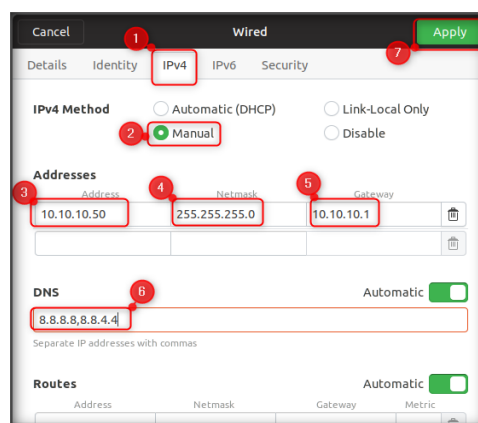 Cancel 1 Wired Apply
7
Details Identity IPv4 IPv6 Security
IPv4 Method Automatic (DHCP) Link-Local Only
2 Manual Disable
Addresses
3 Address 4 Netmask 5 Gateway
10.10.10.50 255.255.255.0 10.10.10.1
DNS 6 Automatic
8.8.8.8,8.8.4.4
Separate IP addresses with commas
Routes Automatic
Address Netmask Gateway Metric